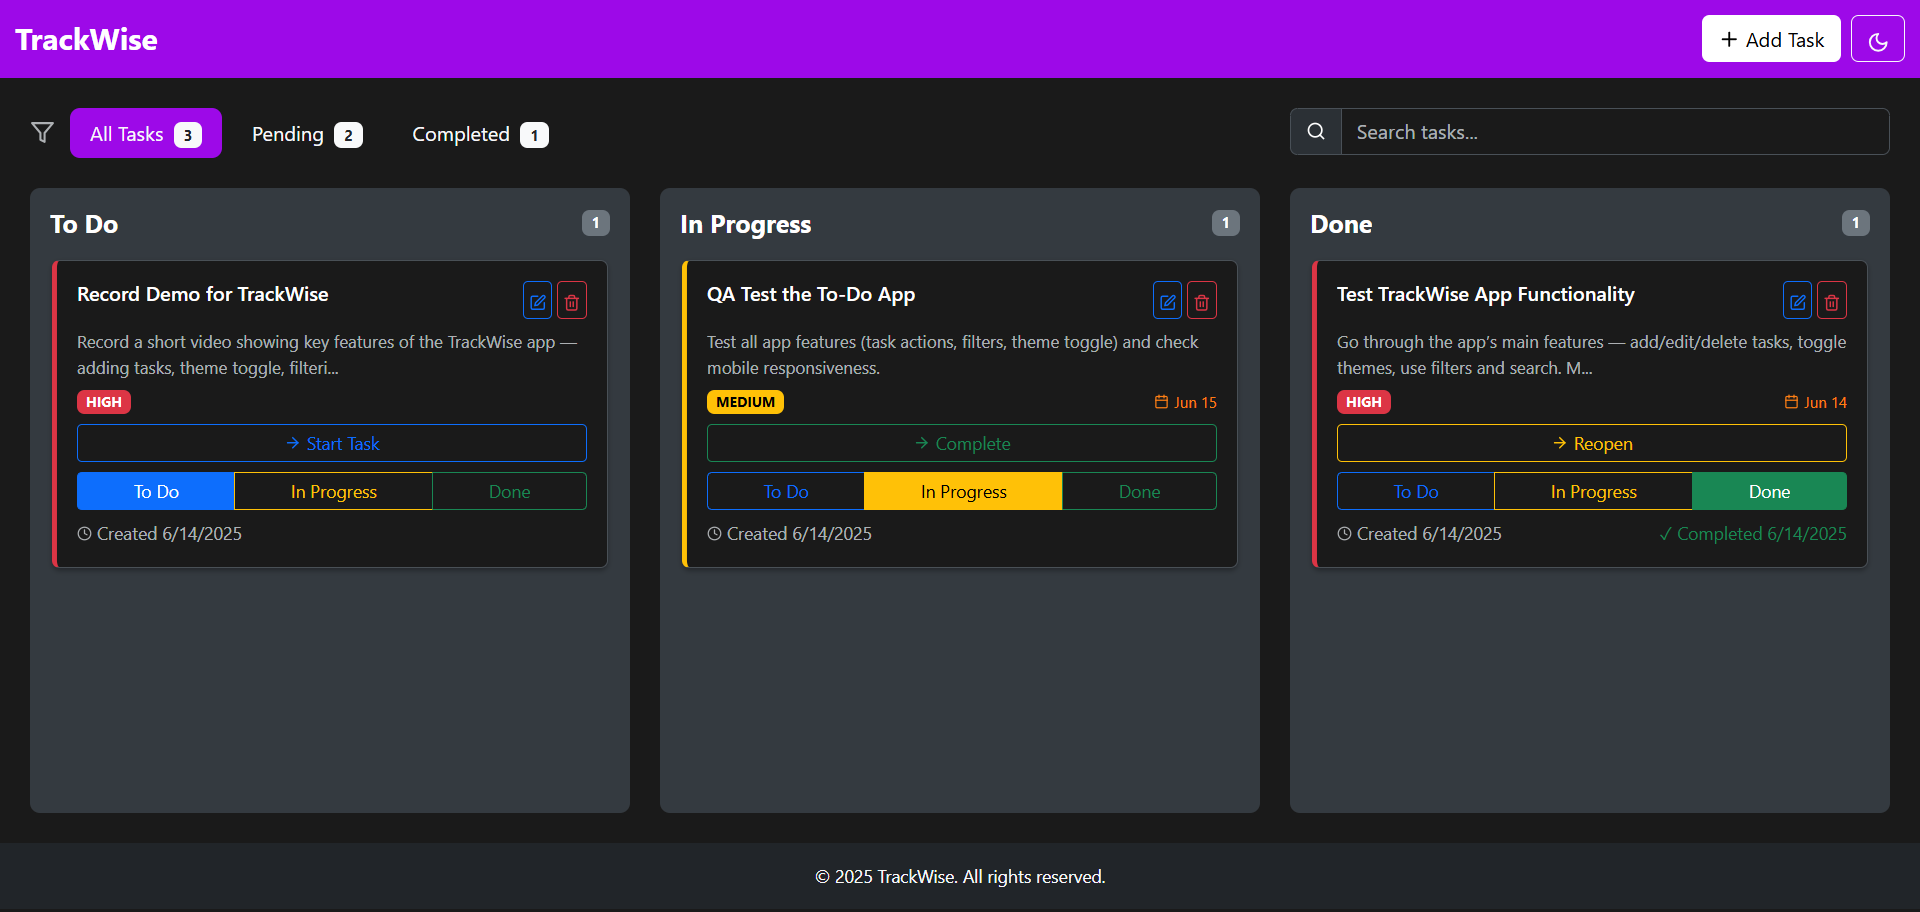 TrackWise
Add Task
All Tasks 3
Pending 2
Completed 1
Search tasks...
To Do 1
Record Demo for TrackWise
Record a short video showing key features of the TrackWise app —
adding tasks, theme toggle, filteri...
HIGH
→ Start Task
To Do In Progress Done
Created 6/14/2025
In Progress 1
QA Test the To-Do App
Test all app features (task actions, filters, theme toggle) and check
mobile responsiveness.
MEDIUM Jun 15
→ Complete
To Do In Progress Done
Created 6/14/2025
Done 1
Test TrackWise App Functionality
Go through the app’s main features — add/edit/delete tasks, toggle
themes, use filters and search. M...
HIGH Jun 14
→ Reopen
To Do In Progress Done
Created 6/14/2025 ✓ Completed 6/14/2025
© 2025 TrackWise. All rights reserved.